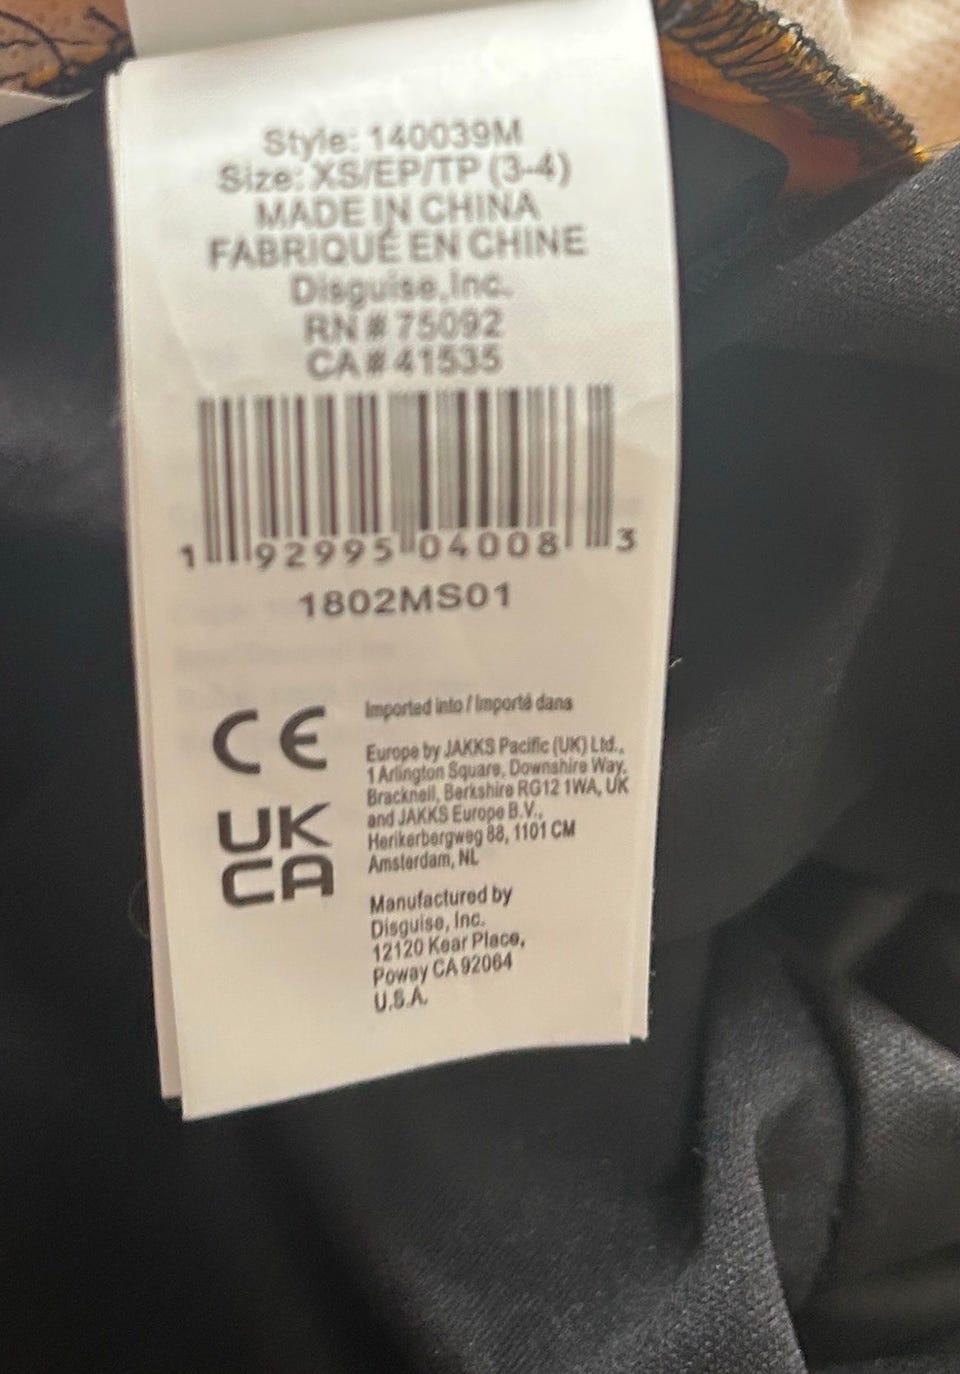 Style: 140039M
Size: XS/EP/TP (3-4)
MADE IN CHINA
FABRIQUÉ EN CHINE
Disguise, Inc.
RN # 75092
CA # 41535
1 92995 04008 3
1802MS01
CE
UK
CA
Imported into / Importé dans
Europe by JAKKS Pacific (UK) Ltd.,
1 Arlington Square, Downshire Way,
Bracknell, Berkshire RG12 1WA, UK
and JAKKS Europe B.V.,
Herikerbergweg 88, 1101 CM
Amsterdam, NL
Manufactured by
Disguise, Inc.
12120 Kear Place,
Poway CA 92064
U.S.A.